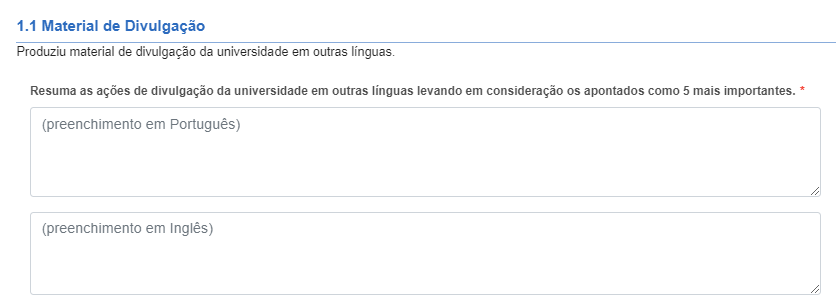 1.1 Material de Divulgação
Produziu material de divulgação da universidade em outras línguas.
Resuma as ações de divulgação da universidade em outras línguas levando em consideração os apontados como 5 mais importantes. *
(preenchimento em Português)
(preenchimento em Inglês)